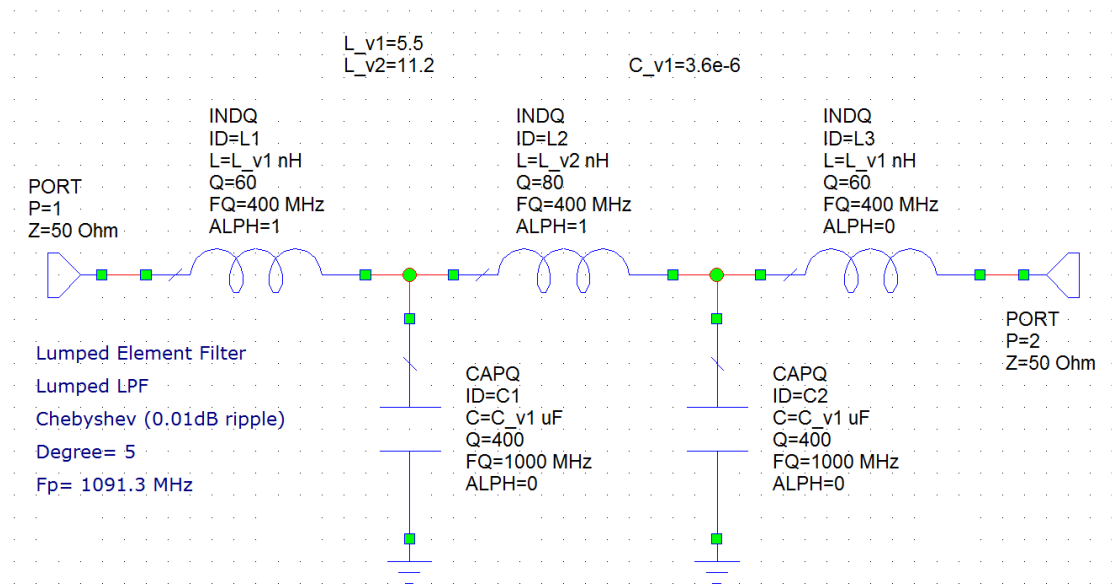 L_v1=5.5
L_v2=11.2
C_v1=3.6e-6
INDQ
ID=L1
L=L_v1 nH
Q=60
FQ=400 MHz
ALPH=1
INDQ
ID=L2
L=L_v2 nH
Q=80
FQ=400 MHz
ALPH=1
INDQ
ID=L3
L=L_v1 nH
Q=60
FQ=400 MHz
ALPH=0
PORT
P=1
Z=50 Ohm
PORT
P=2
Z=50 Ohm
Lumped Element Filter
Lumped LPF
Chebyshev (0.01dB ripple)
Degree= 5
Fp= 1091.3 MHz
CAPQ
ID=C1
C=C_v1 uF
Q=400
FQ=1000 MHz
ALPH=0
CAPQ
ID=C2
C=C_v1 uF
Q=400
FQ=1000 MHz
ALPH=0